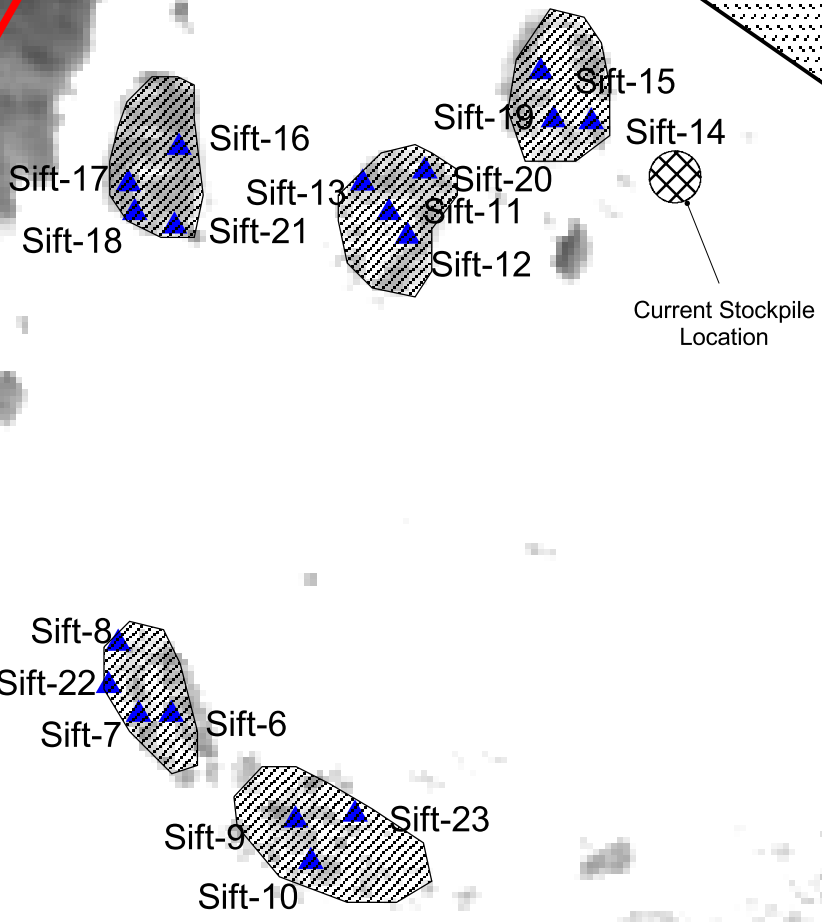 Sift-15
Sift-19
Sift-14
Sift-16
Sift-17
Sift-13
Sift-20
Sift-11
Sift-18
Sift-21
Sift-12
Current Stockpile
Location
Sift-8
Sift-22
Sift-7
Sift-6
Sift-23
Sift-9
Sift-10